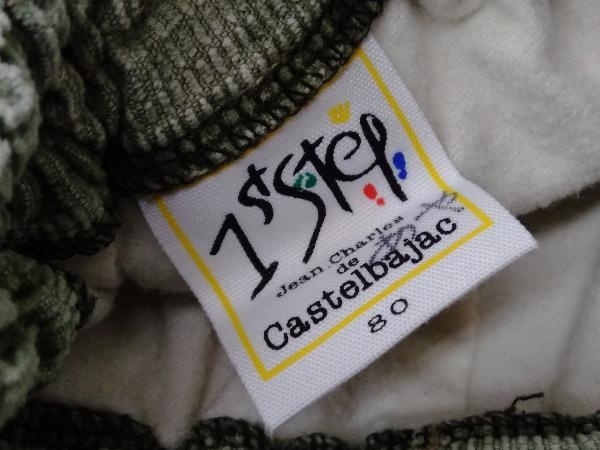 1st Step
Jean.Charles
de
Castelbajac
80